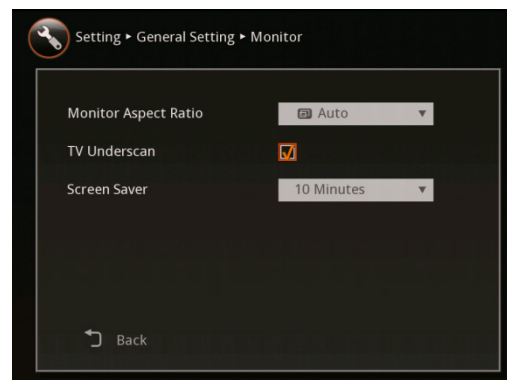 Setting ▸ General Setting ▸ Monitor
Monitor Aspect Ratio Auto
TV Underscan
Screen Saver 10 Minutes
Back